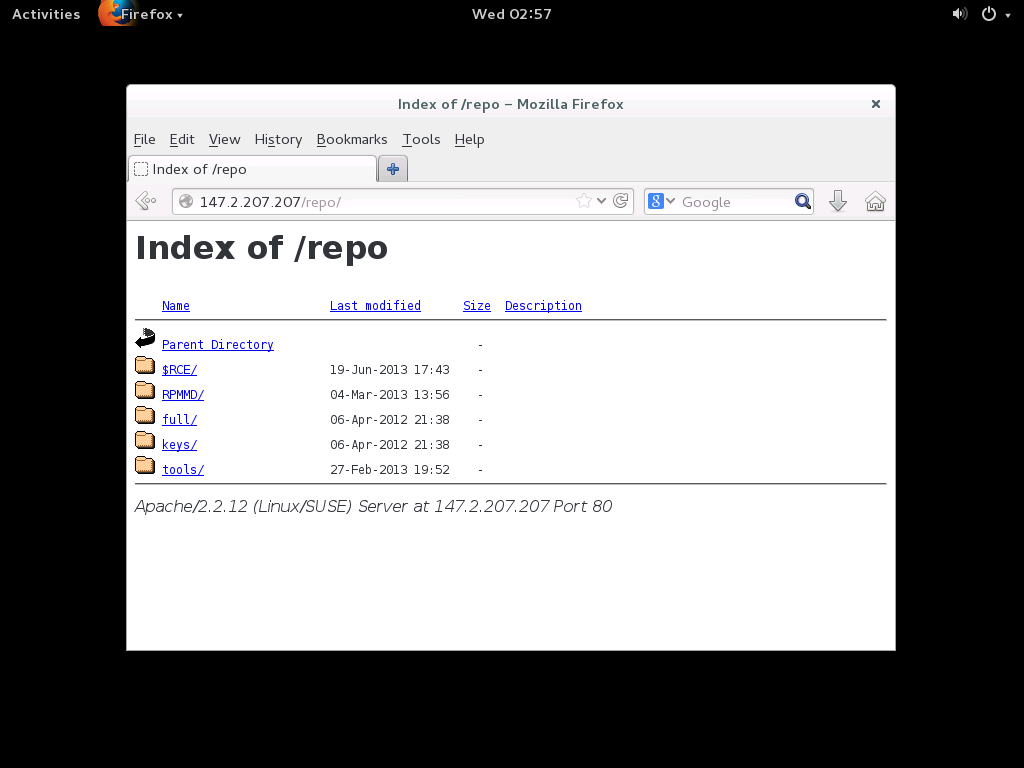 Activities Firefox Wed 02:57
Index of /repo – Mozilla Firefox
File Edit View History Bookmarks Tools Help
Index of /repo
147.2.207.207/repo/ 8 Google
Index of /repo
Name Last modified Size Description
Parent Directory -
$RCE/ 19-Jun-2013 17:43 -
RPMMD/ 04-Mar-2013 13:56 -
full/ 06-Apr-2012 21:38 -
keys/ 06-Apr-2012 21:38 -
tools/ 27-Feb-2013 19:52 -
Apache/2.2.12 (Linux/SUSE) Server at 147.2.207.207 Port 80